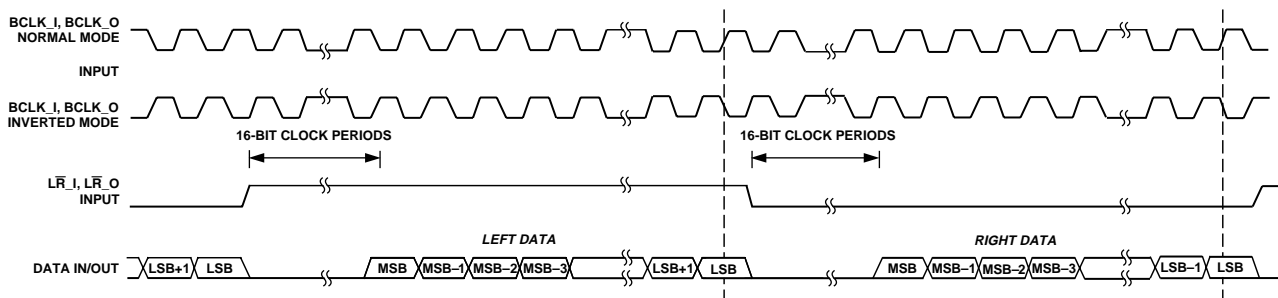 BCLK_I, BCLK_O
NORMAL MODE
INPUT
BCLK_I, BCLK_O
INVERTED MODE
16-BIT CLOCK PERIODS
16-BIT CLOCK PERIODS
LR̅_I, LR̅_O
INPUT
LEFT DATA
RIGHT DATA
DATA IN/OUT
LSB+1 LSB MSB MSB–1 MSB–2 MSB–3 LSB+1 LSB MSB MSB–1 MSB–2 MSB–3 LSB–1 LSB